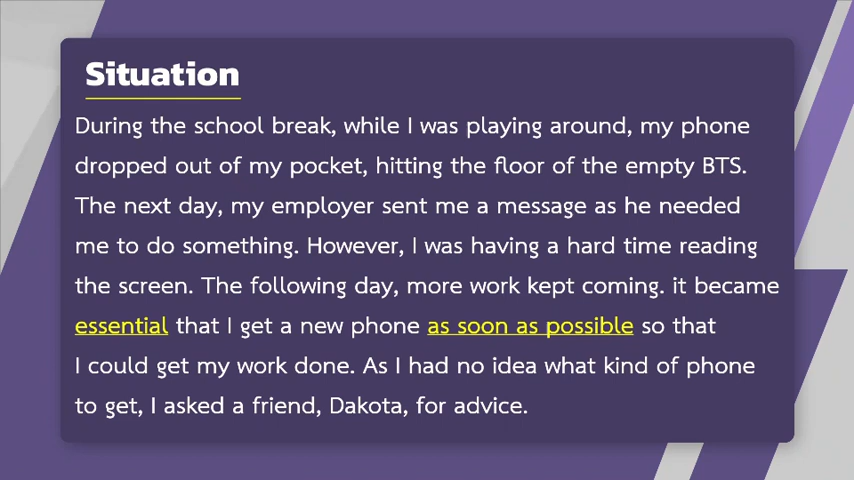 Situation
During the school break, while I was playing around, my phone
dropped out of my pocket, hitting the floor of the empty BTS.
The next day, my employer sent me a message as he needed
me to do something. However, I was having a hard time reading
the screen. The following day, more work kept coming. it became
essential that I get a new phone as soon as possible so that
I could get my work done. As I had no idea what kind of phone
to get, I asked a friend, Dakota, for advice.